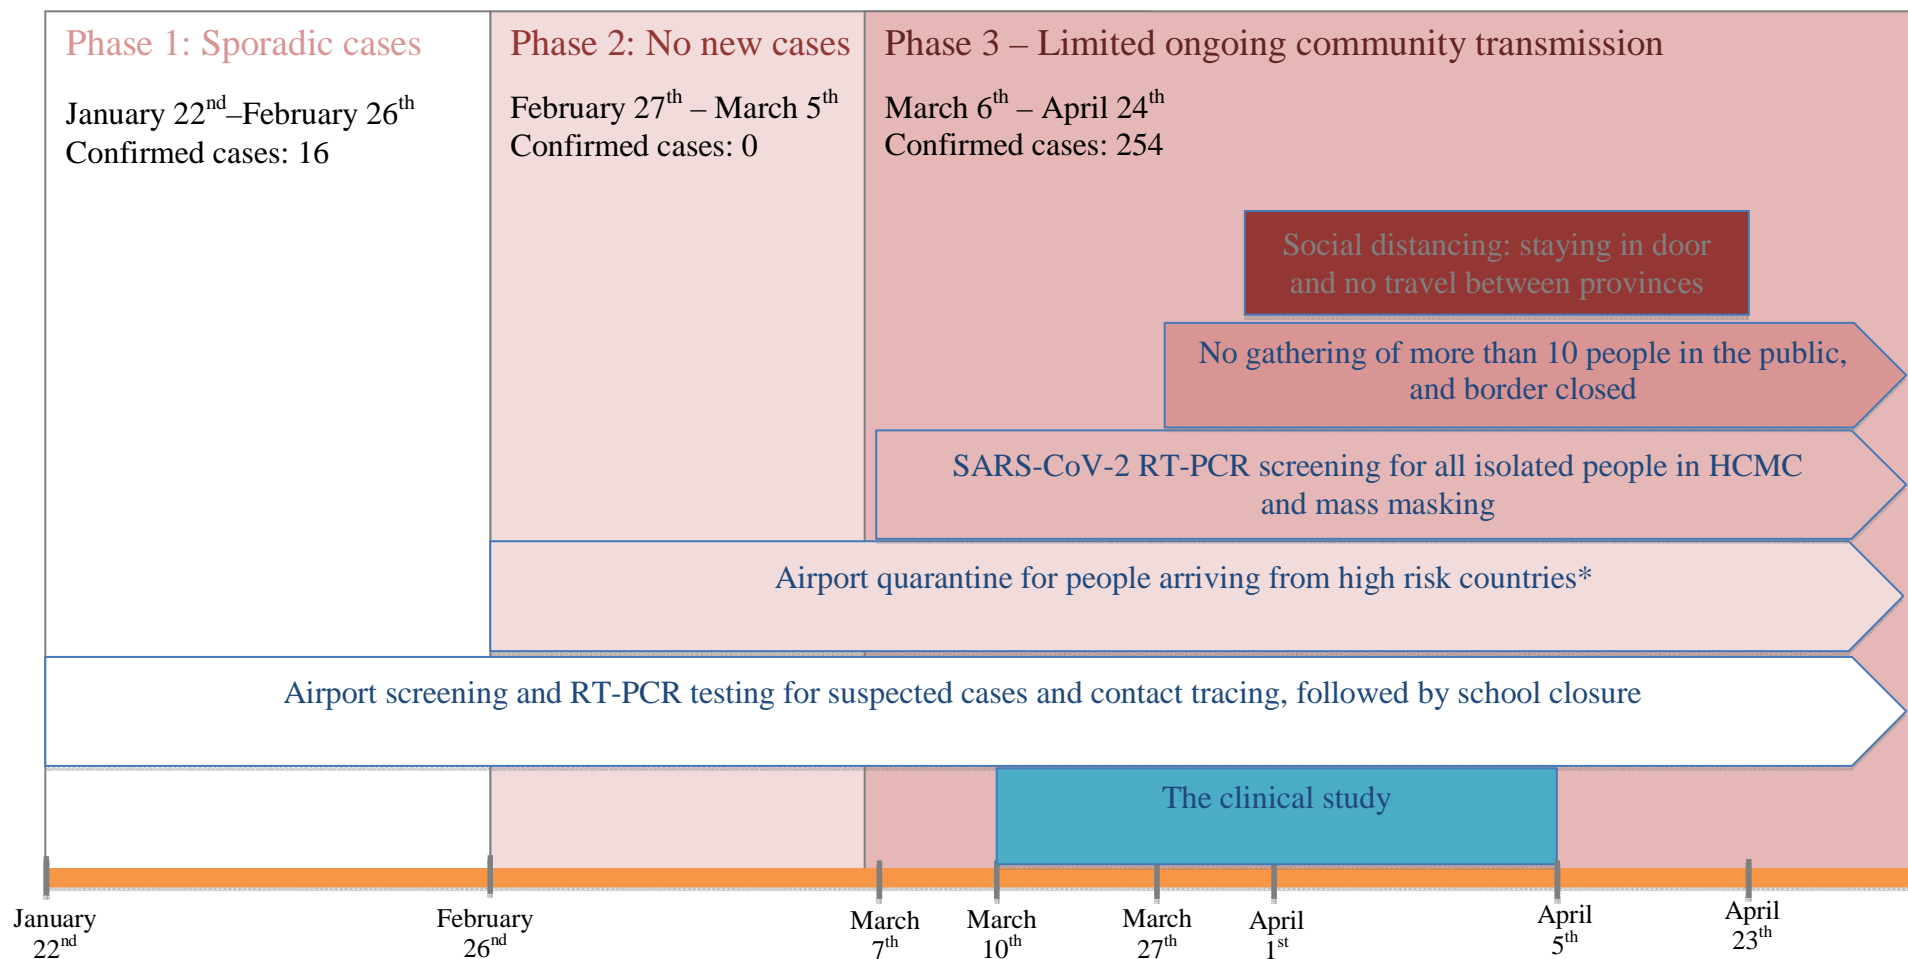 Phase 1: Sporadic cases
January 22nd–February 26th
Confirmed cases: 16
Phase 2: No new cases
February 27th – March 5th
Confirmed cases: 0
Phase 3 – Limited ongoing community transmission
March 6th – April 24th
Confirmed cases: 254
Social distancing: staying in door
and no travel between provinces
No gathering of more than 10 people in the public,
and border closed
SARS-CoV-2 RT-PCR screening for all isolated people in HCMC
and mass masking
Airport quarantine for people arriving from high risk countries*
Airport screening and RT-PCR testing for suspected cases and contact tracing, followed by school closure
The clinical study
January
22nd
February
26nd
March
7th
March
10th
March
27th
April
1st
April
5th
April
23th